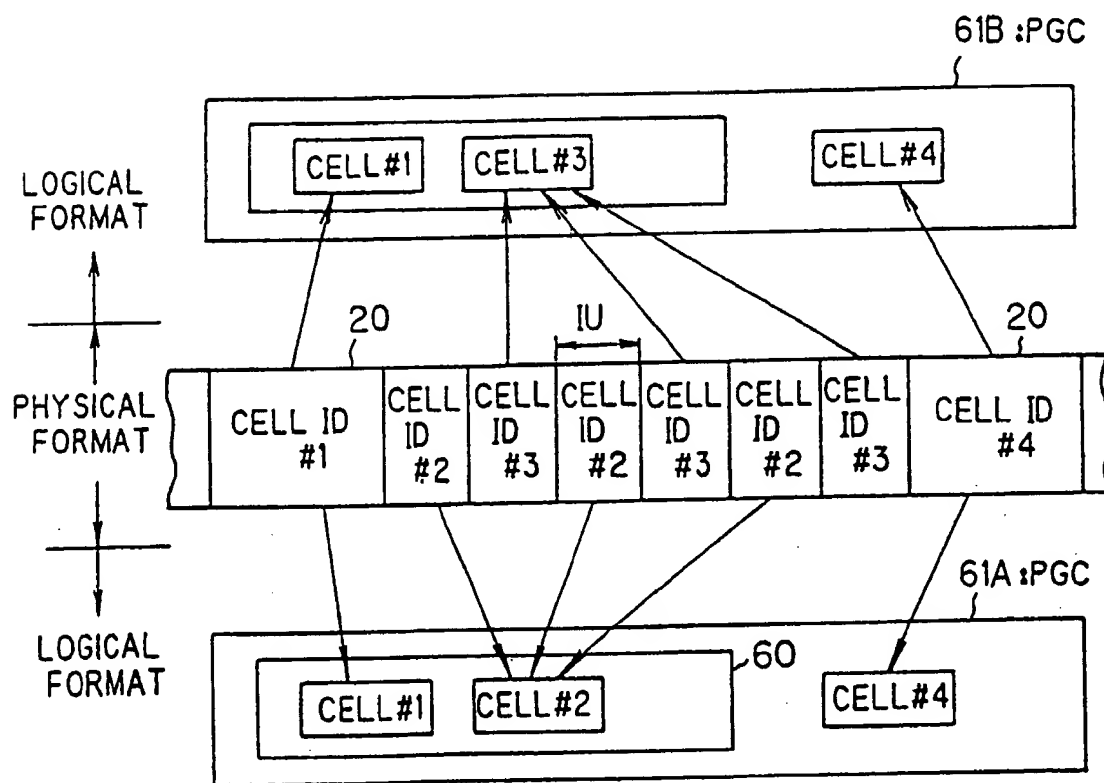 61B :PGC
CELL#1
CELL#3
CELL#4
LOGICAL
FORMAT
20
IU
20
PHYSICAL
FORMAT
CELL ID
#1
CELL
ID
#2
CELL
ID
#3
CELL
ID
#2
CELL
ID
#3
CELL
ID
#2
CELL
ID
#3
CELL ID
#4
61A :PGC
LOGICAL
FORMAT
60
CELL#1
CELL#2
CELL#4